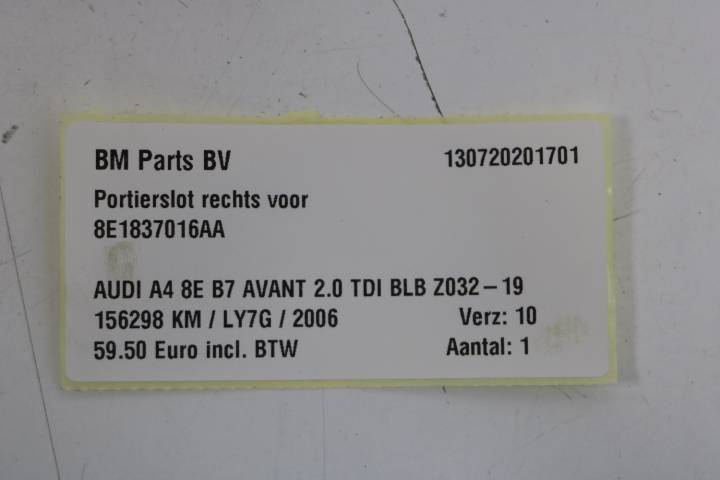 BM Parts BV 130720201701
Portierslot rechts voor
8E1837016AA
AUDI A4 8E B7 AVANT 2.0 TDI BLB Z032-19
156298 KM / LY7G / 2006 Verz: 10
59.50 Euro incl. BTW Aantal: 1